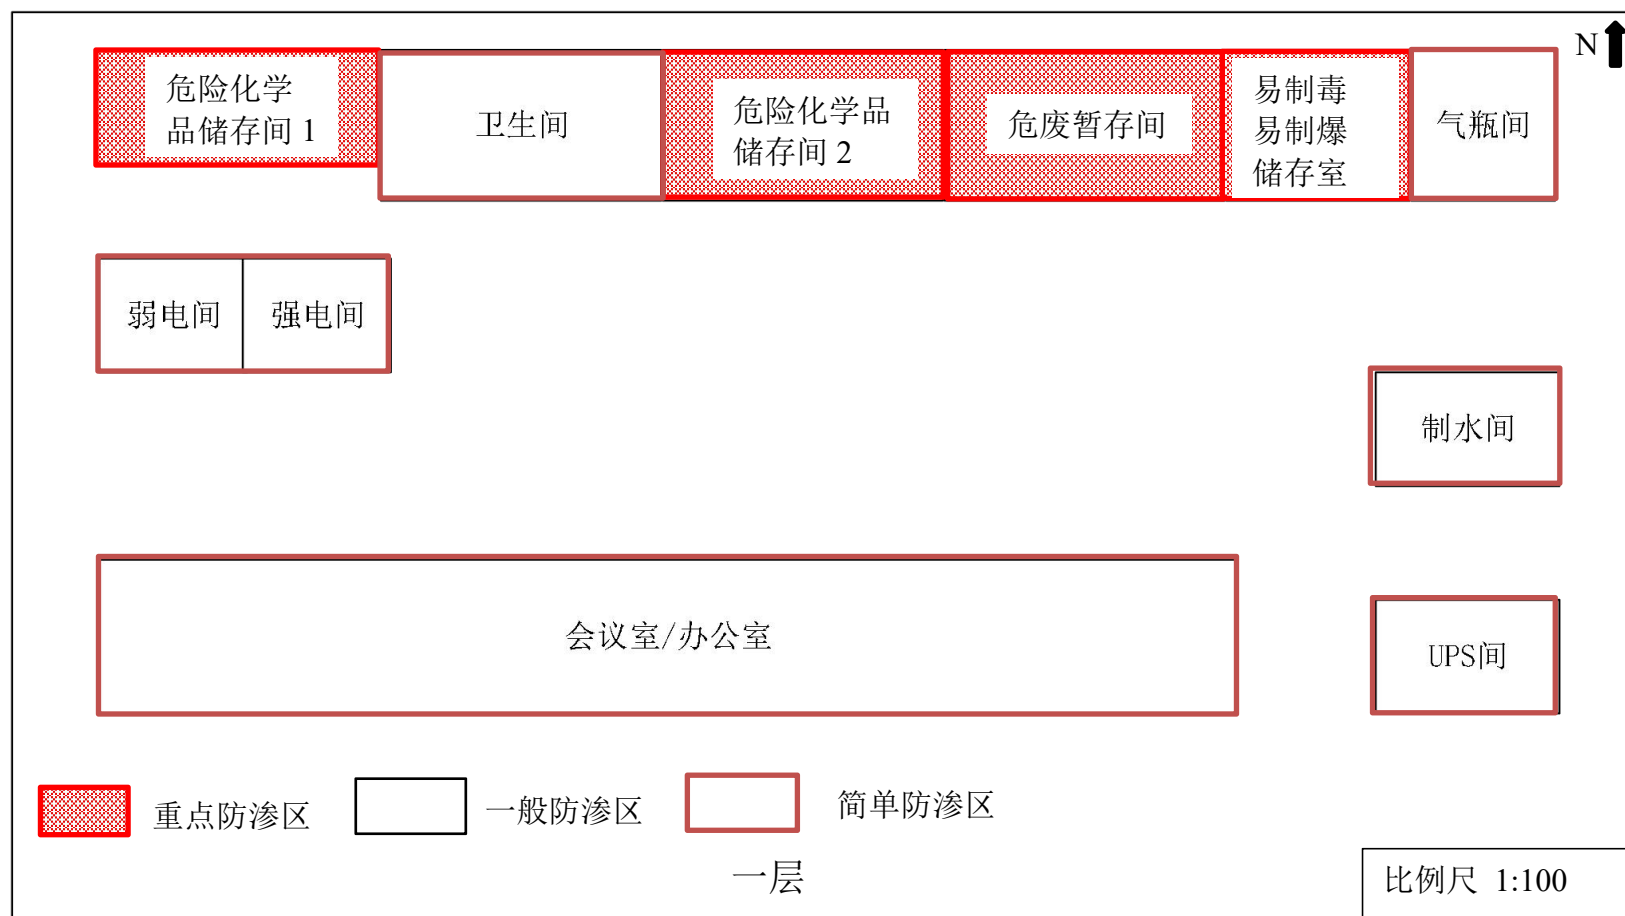 N
危险化学
品储存间 1
卫生间
危险化学品
储存间 2
危废暂存间
易制毒
易制爆
储存室
气瓶间
弱电间
强电间
制水间
会议室/办公室
UPS间
重点防渗区
一般防渗区
简单防渗区
一层
比例尺 1:100